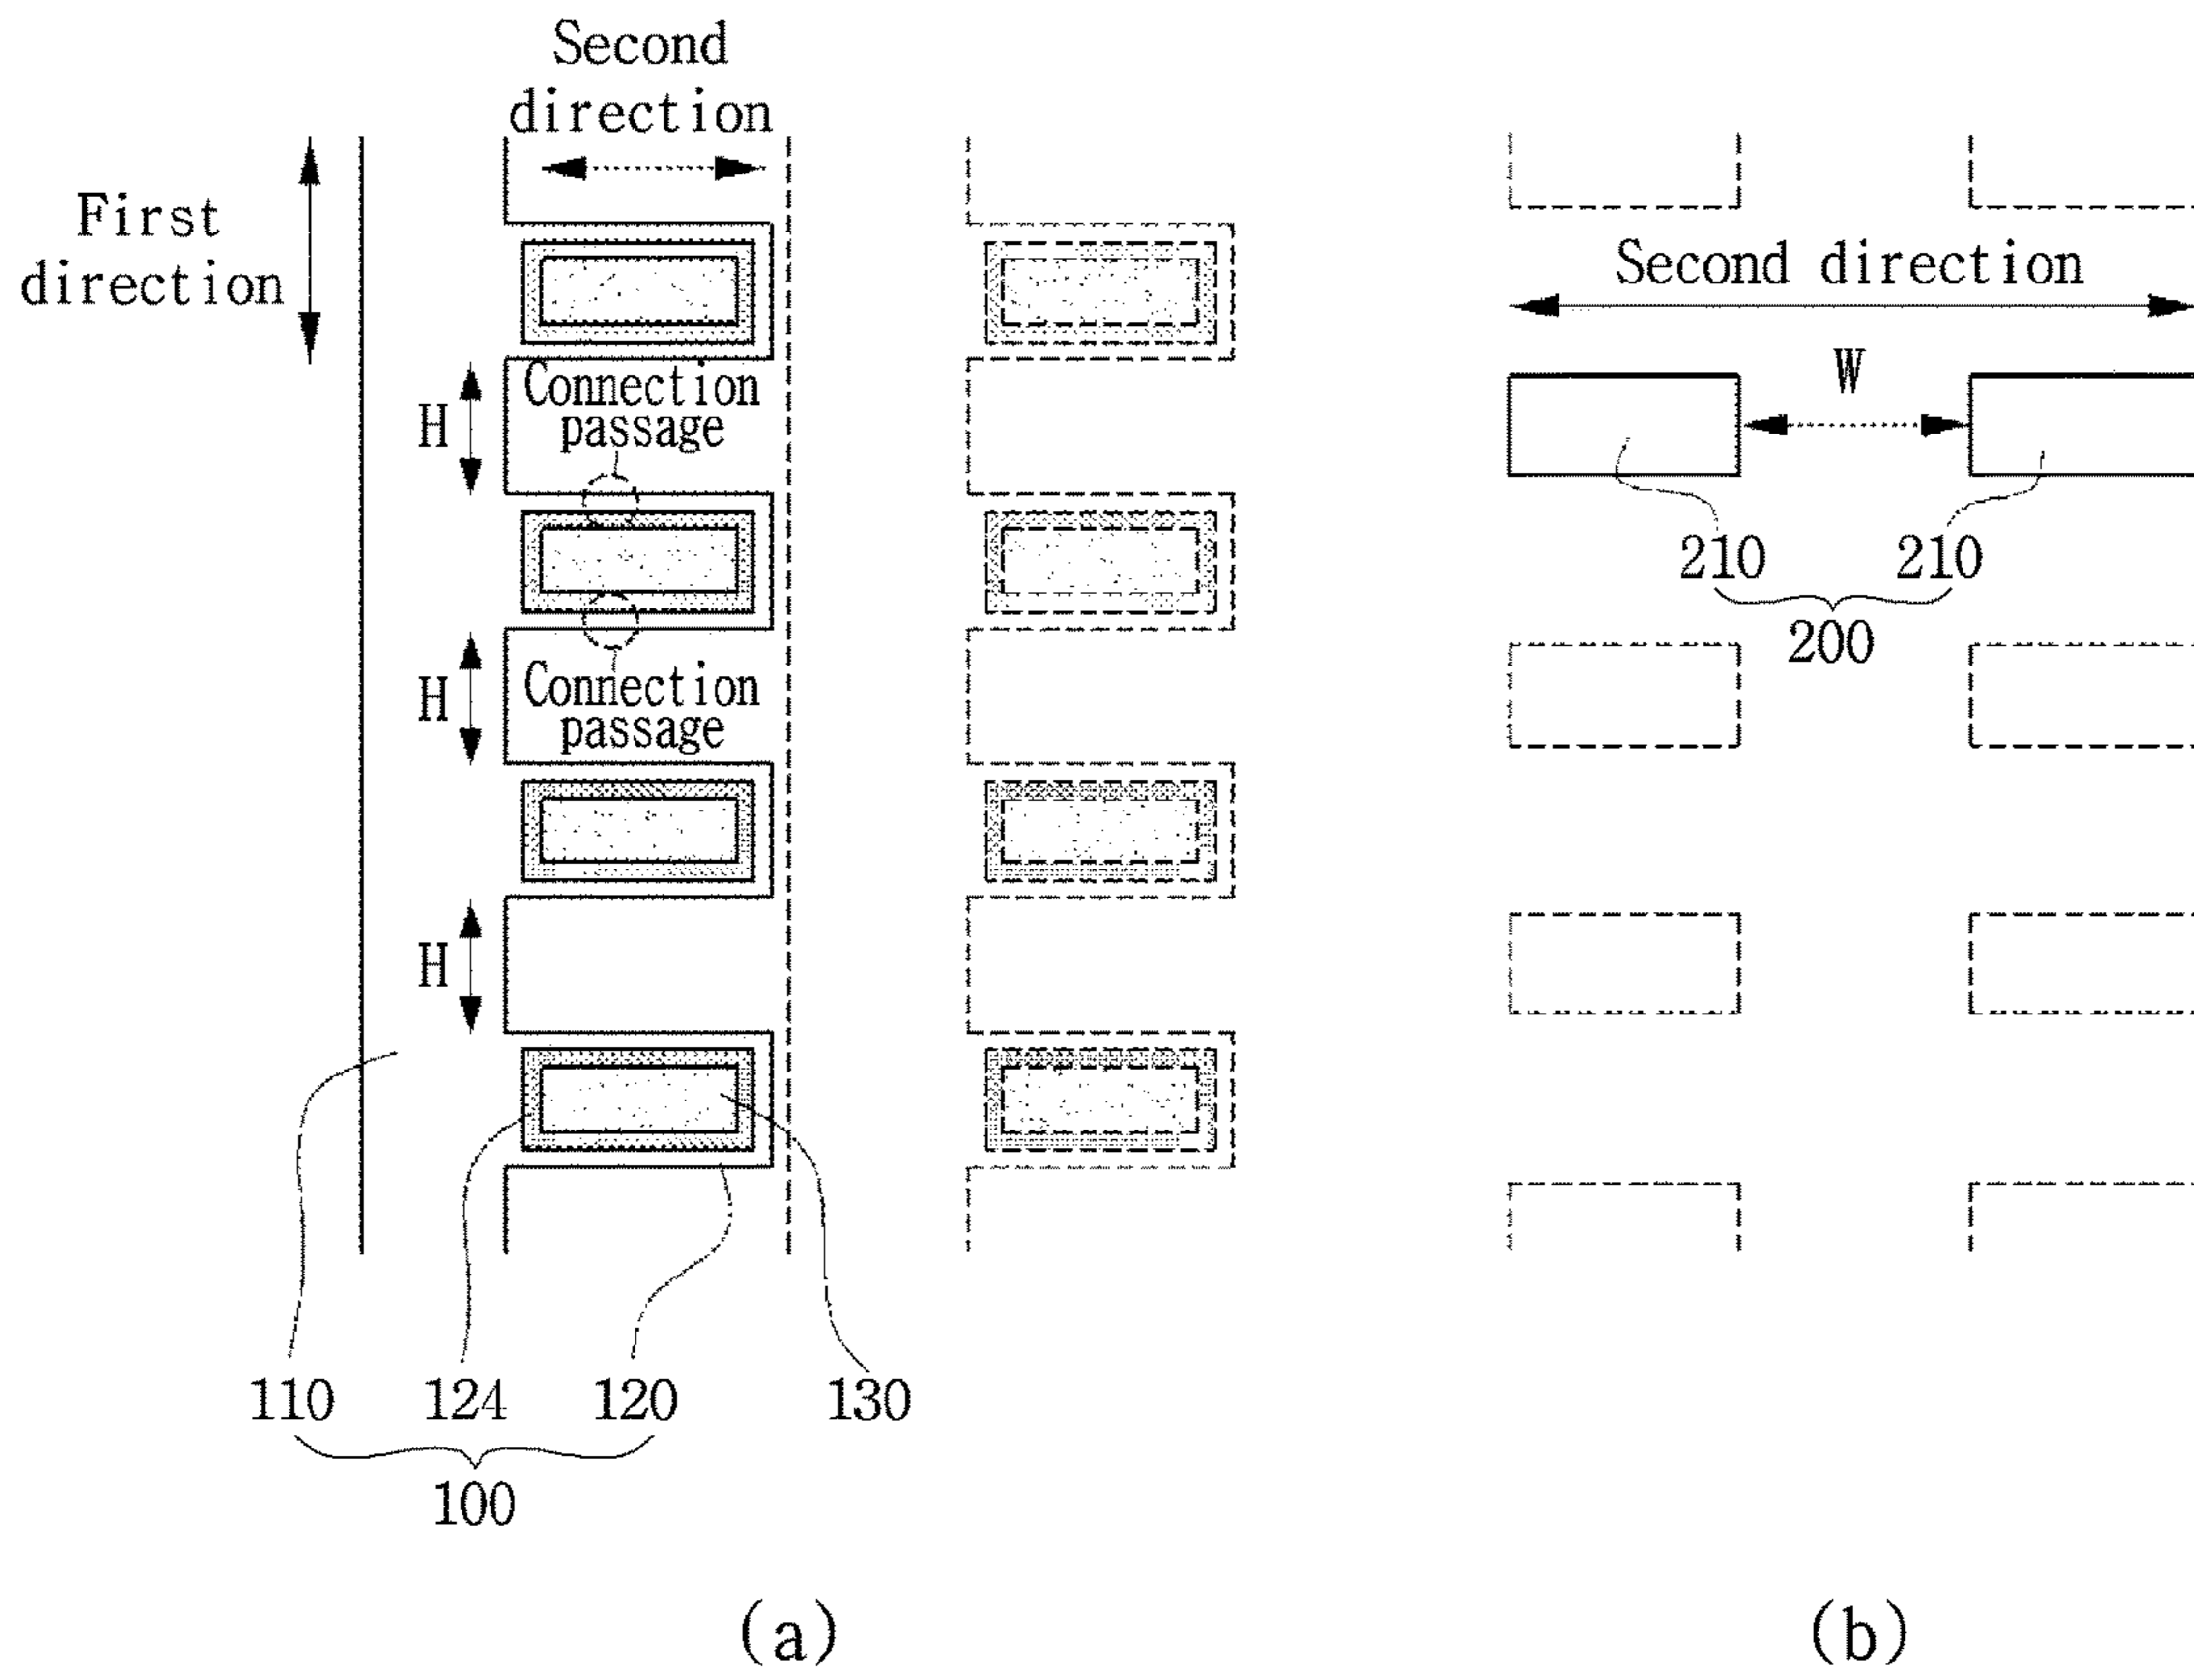 Second
direction
First
direction
Second direction
W
H
Connection
passage
210 210
200
H
Connection
passage
H
110 124 120 130
100
(a) (b)